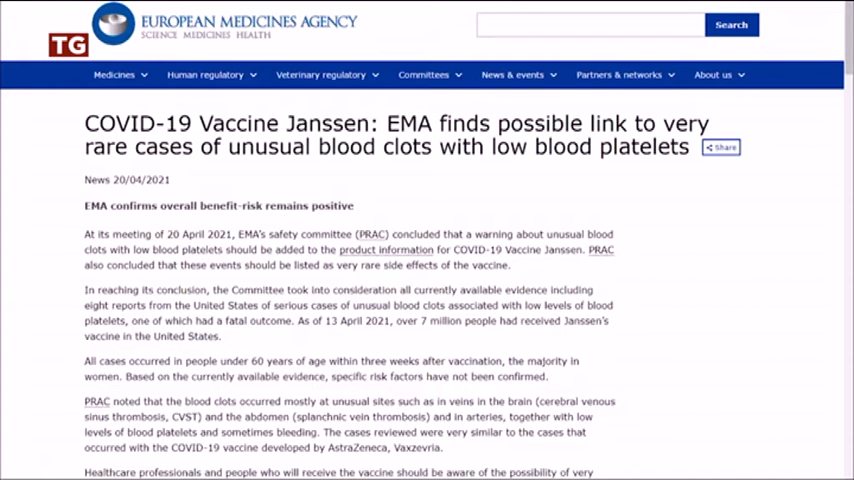 EUROPEAN MEDICINES AGENCY
SCIENCE MEDICINES HEALTH
TG
Search
Medicines Human regulatory Veterinary regulatory Committees News & events Partners & networks About us
COVID-19 Vaccine Janssen: EMA finds possible link to very
rare cases of unusual blood clots with low blood platelets
Share
News 20/04/2021
EMA confirms overall benefit-risk remains positive
At its meeting of 20 April 2021, EMA's safety committee (PRAC) concluded that a warning about unusual blood
clots with low blood platelets should be added to the product information for COVID-19 Vaccine Janssen. PRAC
also concluded that these events should be listed as very rare side effects of the vaccine.
In reaching its conclusion, the Committee took into consideration all currently available evidence including
eight reports from the United States of serious cases of unusual blood clots associated with low levels of blood
platelets, one of which had a fatal outcome. As of 13 April 2021, over 7 million people had received Janssen's
vaccine in the United States.
All cases occurred in people under 60 years of age within three weeks after vaccination, the majority in
women. Based on the currently available evidence, specific risk factors have not been confirmed.
PRAC noted that the blood clots occurred mostly at unusual sites such as in veins in the brain (cerebral venous
sinus thrombosis, CVST) and the abdomen (splanchnic vein thrombosis) and in arteries, together with low
levels of blood platelets and sometimes bleeding. The cases reviewed were very similar to the cases that
occurred with the COVID-19 vaccine developed by AstraZeneca, Vaxzevria.
Healthcare professionals and people who will receive the vaccine should be aware of the possibility of very